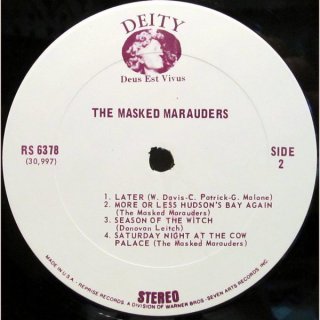 DEITY
Deus Est Vivus
THE MASKED MARAUDERS
RS 6378
(30,997)
SIDE
2
1. LATER (W. Davis-C. Patrick-G. Malone)
2. MORE OR LESS HUDSON'S BAY AGAIN
(The Masked Marauders)
3. SEASON OF THE WITCH
(Donovan Leitch)
4. SATURDAY NIGHT AT THE COW
PALACE (The Masked Marauders)
STEREO
MADE IN U.S.A. · REPRISE RECORDS, A DIVISION OF WARNER BROS.-SEVEN ARTS RECORDS, INC.